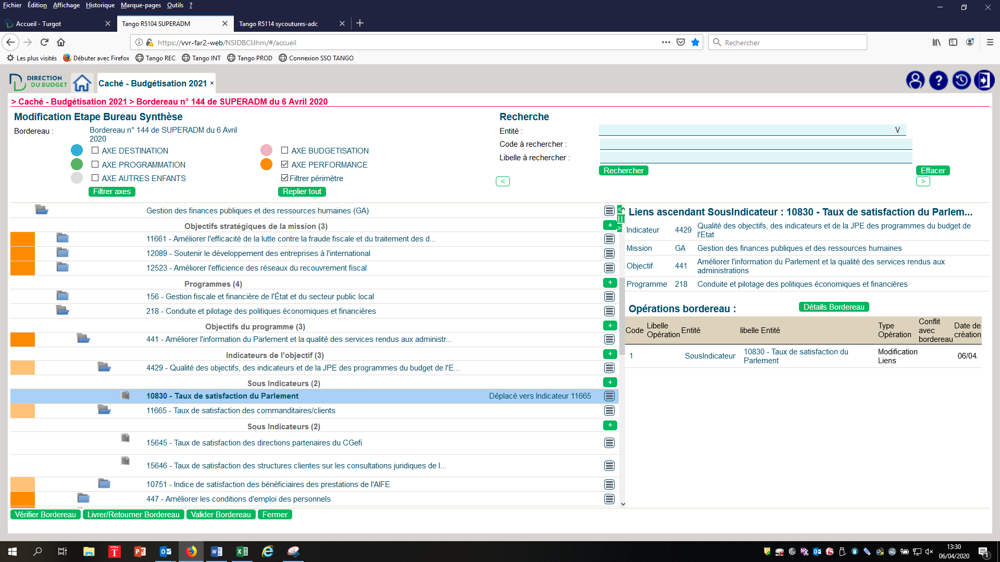 Fichier Édition Affichage Historique Marque-pages Outils ?
Accueil - Turgot
Tango R5104 SUPERADM
Tango R5114 sycoutures-adc
https://vvr-far2-web/NSIDBCliIhm/#/accueil
Rechercher
Les plus visités Débuter avec Firefox Tango REC Tango INT Tango PROD Connexion SSO TANGO
DIRECTION
DU BUDGET
Caché - Budgétisation 2021 ×
> Caché - Budgétisation 2021 > Bordereau n° 144 de SUPERADM du 6 Avril 2020
Modification Etape Bureau Synthèse
Bordereau :
Bordereau n° 144 de SUPERADM du 6 Avril
2020
AXE DESTINATION
AXE BUDGETISATION
AXE PROGRAMMATION
AXE PERFORMANCE
AXE AUTRES ENFANTS
Filtrer périmètre
Filtrer axes
Replier tout
Recherche
Entité :
V
Code à rechercher :
Libelle à rechercher :
Rechercher
Effacer
<
>
Gestion des finances publiques et des ressources humaines (GA)
Objectifs stratégiques de la mission (3)
+
11661 - Améliorer l'efficacité de la lutte contre la fraude fiscale et du traitement des d...
12089 - Soutenir le développement des entreprises à l'international
12523 - Améliorer l'efficience des réseaux du recouvrement fiscal
Programmes (4)
+
156 - Gestion fiscale et financière de l'État et du secteur public local
218 - Conduite et pilotage des politiques économiques et financières
Objectifs du programme (3)
+
441 - Améliorer l'information du Parlement et la qualité des services rendus aux administr...
Indicateurs de l'objectif (3)
+
4429 - Qualité des objectifs, des indicateurs et de la JPE des programmes du budget de l'E...
Sous Indicateurs (2)
+
10830 - Taux de satisfaction du Parlement
Déplacé vers Indicateur 11665
11665 - Taux de satisfaction des commanditaires/clients
Sous Indicateurs (2)
+
15645 - Taux de satisfaction des directions partenaires du CGefi
15646 - Taux de satisfaction des structures clientes sur les consultations juridiques de l...
10751 - Indice de satisfaction des bénéficiaires des prestations de l'AIFE
447 - Améliorer les conditions d'emploi des personnels
<
||
>
Liens ascendant SousIndicateur : 10830 - Taux de satisfaction du Parlem...
Indicateur 4429 Qualité des objectifs, des indicateurs et de la JPE des programmes du budget de
l'Etat
Mission GA Gestion des finances publiques et des ressources humaines
Objectif 441 Améliorer l'information du Parlement et la qualité des services rendus aux
administrations
Programme 218 Conduite et pilotage des politiques économiques et financières
Opérations bordereau :
Détails Bordereau
Code
Libelle
Opération
Entité
libelle Entité
Type
Opération
Conflit
avec
bordereau
Date de
création
1
SousIndicateur
10830 - Taux de satisfaction du
Parlement
Modification
Liens
06/04
Vérifier Bordereau
Livrer/Retourner Bordereau
Valider Bordereau
Fermer
13:30
06/04/2020
1